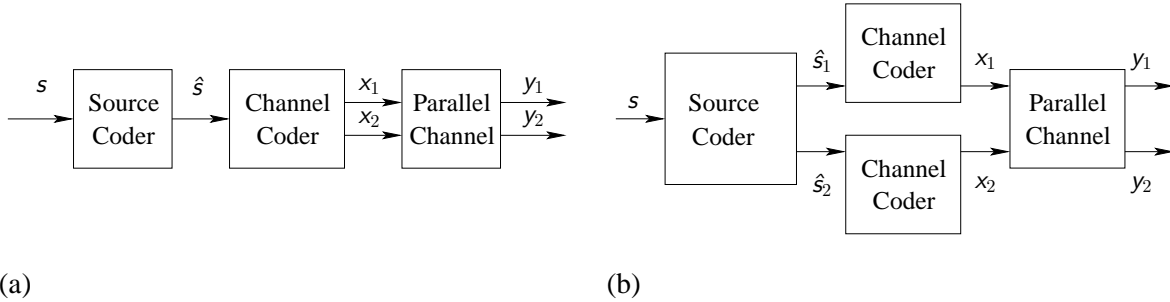 s
Source
Coder
ŝ
Channel
Coder
x₁
x₂
Parallel
Channel
y₁
y₂
(a)
s
Source
Coder
ŝ₁
ŝ₂
Channel
Coder
Channel
Coder
x₁
x₂
Parallel
Channel
y₁
y₂
(b)